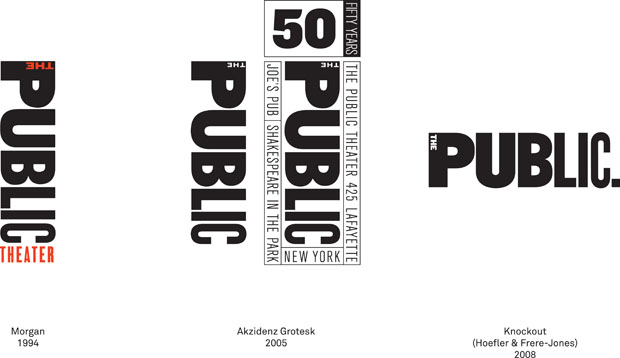 THE
PUBLIC
THEATER
THE
PUBLIC
50
FIFTY YEARS
JOE'S PUB
SHAKESPEARE IN THE PARK
THE
PUBLIC
THE PUBLIC THEATER 425 LAFAYETTE
NEW YORK
THE
PUBLIC.
Morgan
1994
Akzidenz Grotesk
2005
Knockout
(Hoefler & Frere-Jones)
2008